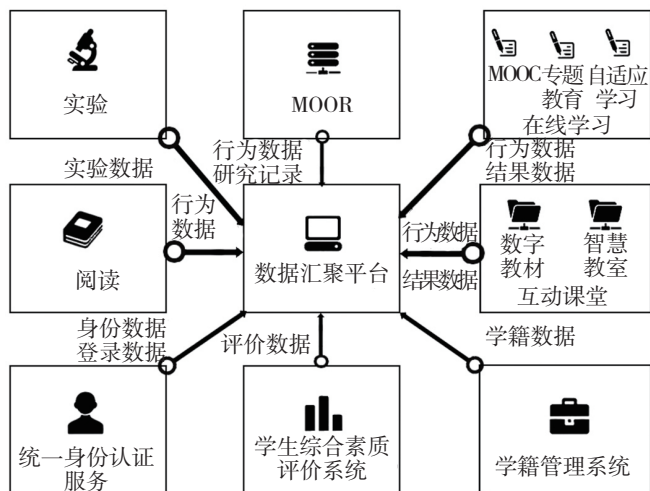 实验
MOOR
MOOC 专题 自适应
教育 学习
在线学习
实验数据
行为数据
研究记录
行为数据
结果数据
行为
数据
阅读
数据汇聚平台
行为数据
结果数据
数字 智慧
教材 教室
互动课堂
身份数据
登录数据
评价数据
学籍数据
统一身份认证
服务
学生综合素质
评价系统
学籍管理系统